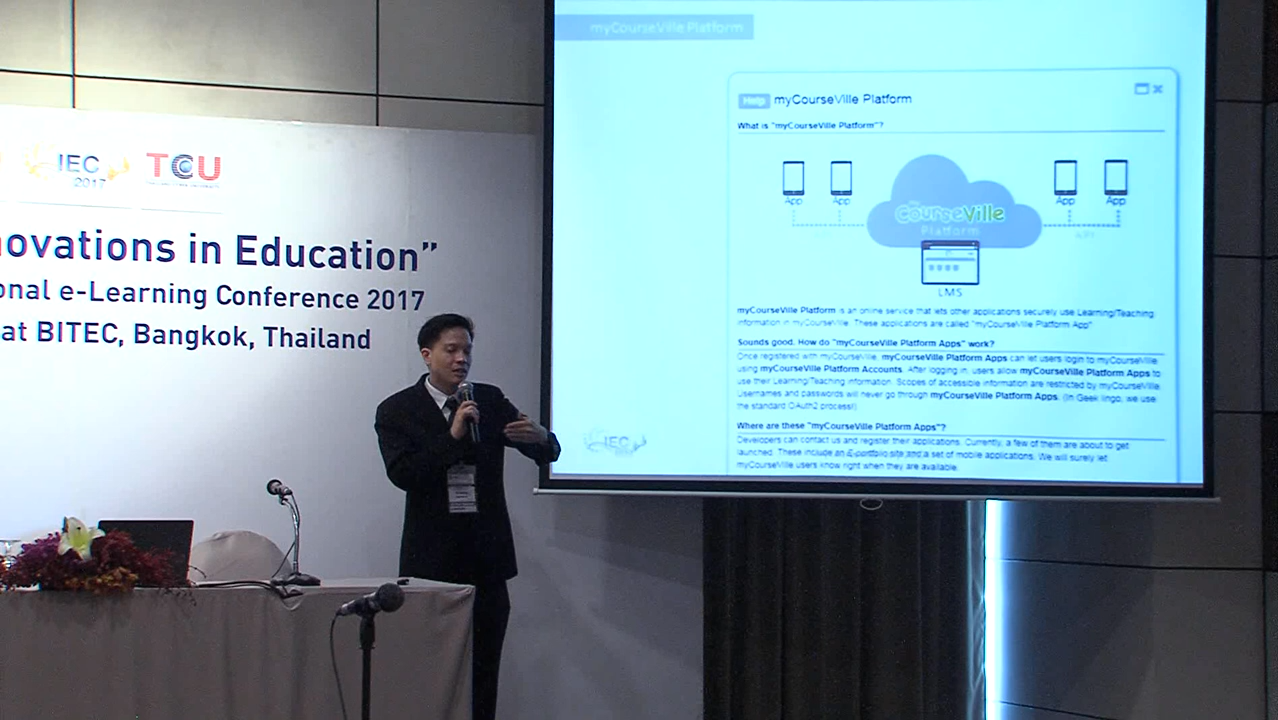 IEC
2017
TCU
novations in Education”
onal e-Learning Conference 2017
at BITEC, Bangkok, Thailand
myCourseVille Platform
Help myCourseVille Platform
What is "myCourseVille Platform"?
App App App App
CourseVille
Platform
LMS
myCourseVille Platform is an online service that lets other applications securely use Learning/Teaching
information in myCourseVille. These applications are called "myCourseVille Platform App"
Sounds good. How do "myCourseVille Platform Apps" work?
Once registered with myCourseVille, myCourseVille Platform Apps can let users login to myCourseVille
using myCourseVille Platform Accounts. After logging in, users allow myCourseVille Platform Apps to
use their Learning/Teaching information. Scopes of accessible information are restricted by myCourseVille.
Usernames and passwords will never go through myCourseVille Platform Apps. (In Geek lingo, we use
the standard OAuth2 process!)
Where are these "myCourseVille Platform Apps"?
Developers can contact us and register their applications. Currently, a few of them are about to get
launched. These include an E-portfolio site and a set of mobile applications. We will surely let
myCourseVille users know right when they are available.
IEC